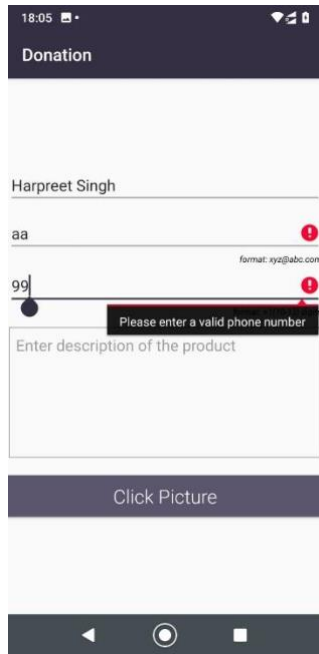 18:05
Donation
Harpreet Singh
aa
format: xyz@abc.com
99
Please enter a valid phone number
Enter description of the product
Click Picture